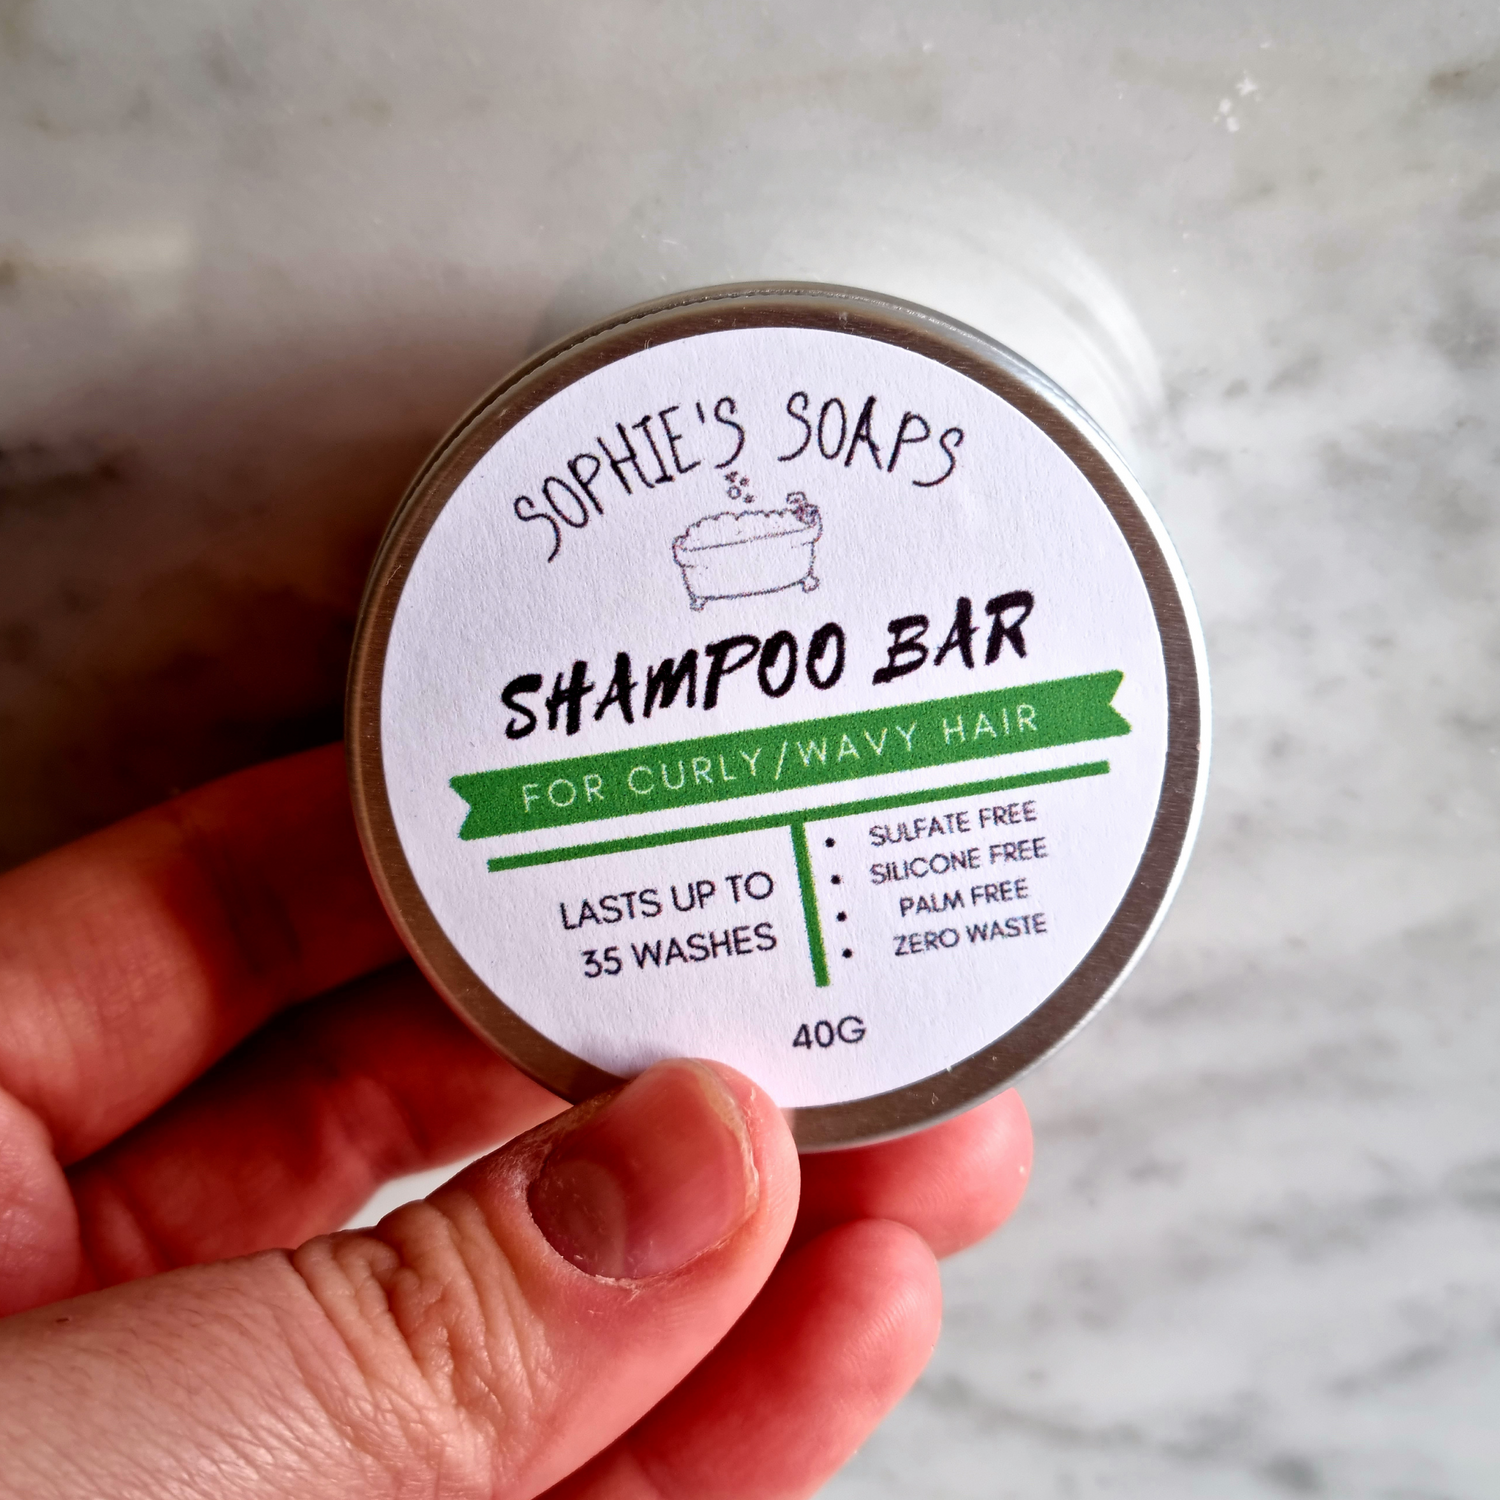 SOPHIE'S SOAPS
SHAMPOO BAR
FOR CURLY/WAVY HAIR
LASTS UP TO
35 WASHES
• SULFATE FREE
• SILICONE FREE
• PALM FREE
• ZERO WASTE
40G